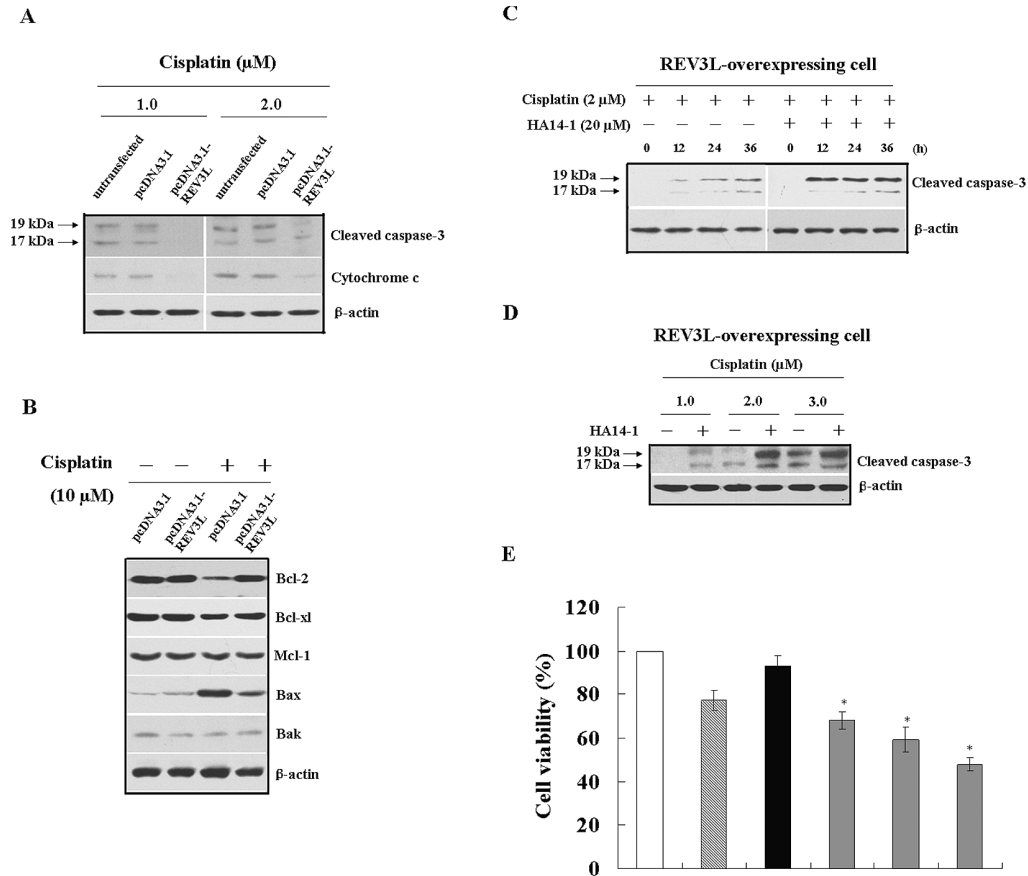 A
Cisplatin (µM)
1.0 2.0
untransfected pcDNA3.1 pcDNA3.1-REV3L untransfected pcDNA3.1 pcDNA3.1-REV3L
19 kDa
17 kDa
Cleaved caspase-3
Cytochrome c
β-actin
B
Cisplatin − − + +
(10 µM)
pcDNA3.1 pcDNA3.1-REV3L pcDNA3.1 pcDNA3.1-REV3L
Bcl-2
Bcl-xl
Mcl-1
Bax
Bak
β-actin
C
REV3L-overexpressing cell
Cisplatin (2 µM) + + + + + + + +
HA14-1 (20 µM) − − − − + + + +
0 12 24 36 0 12 24 36 (h)
19 kDa
17 kDa
Cleaved caspase-3
β-actin
D
REV3L-overexpressing cell
Cisplatin (µM)
1.0 2.0 3.0
HA14-1 − + − + − +
19 kDa
17 kDa
Cleaved caspase-3
β-actin
E
Cell viability (%)
120
100
80
60
40
20
0
* * *